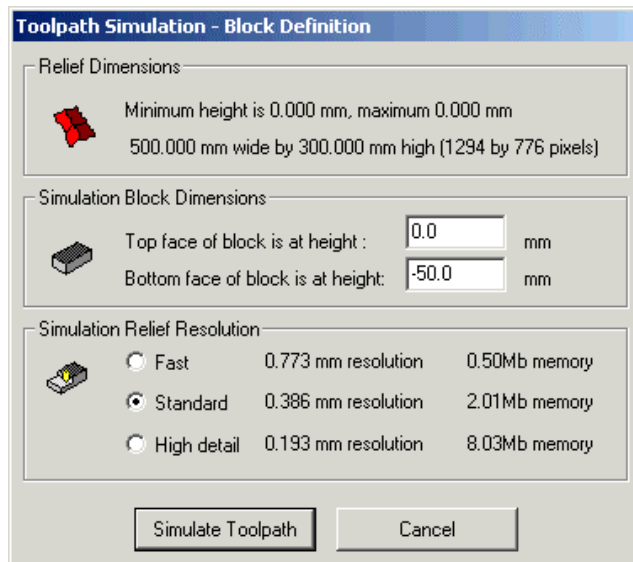 Toolpath Simulation - Block Definition
Relief Dimensions
Minimum height is 0.000 mm, maximum 0.000 mm
500.000 mm wide by 300.000 mm high (1294 by 776 pixels)
Simulation Block Dimensions
Top face of block is at height : 0.0 mm
Bottom face of block is at height: -50.0 mm
Simulation Relief Resolution
Fast 0.773 mm resolution 0.50Mb memory
Standard 0.386 mm resolution 2.01Mb memory
High detail 0.193 mm resolution 8.03Mb memory
Simulate Toolpath Cancel